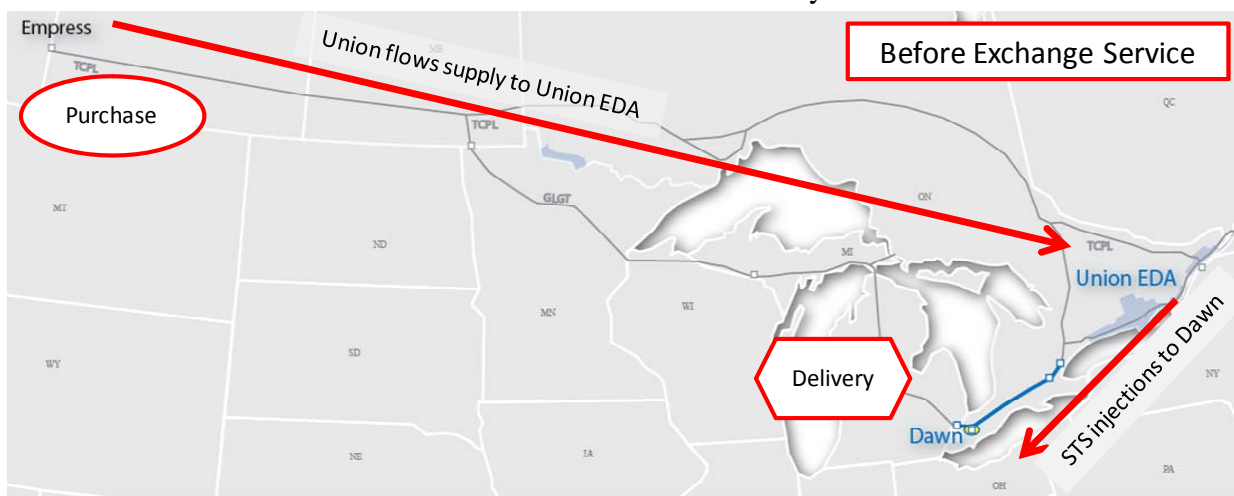 Empress
Before Exchange Service
Union flows supply to Union EDA
MB
TCPL
Purchase
QC
TCPL
MT
GLGT
ON
ND
MI
TCPL
Union EDA
MN
WI
SD
WY
Delivery
NY
STS injections to Dawn
Dawn
NE
IA
PA
OH